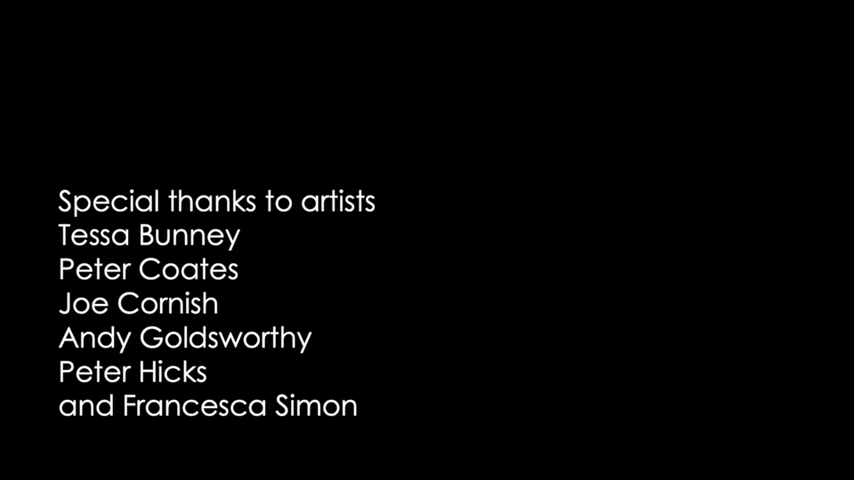 Special thanks to artists
Tessa Bunney
Peter Coates
Joe Cornish
Andy Goldsworthy
Peter Hicks
and Francesca Simon